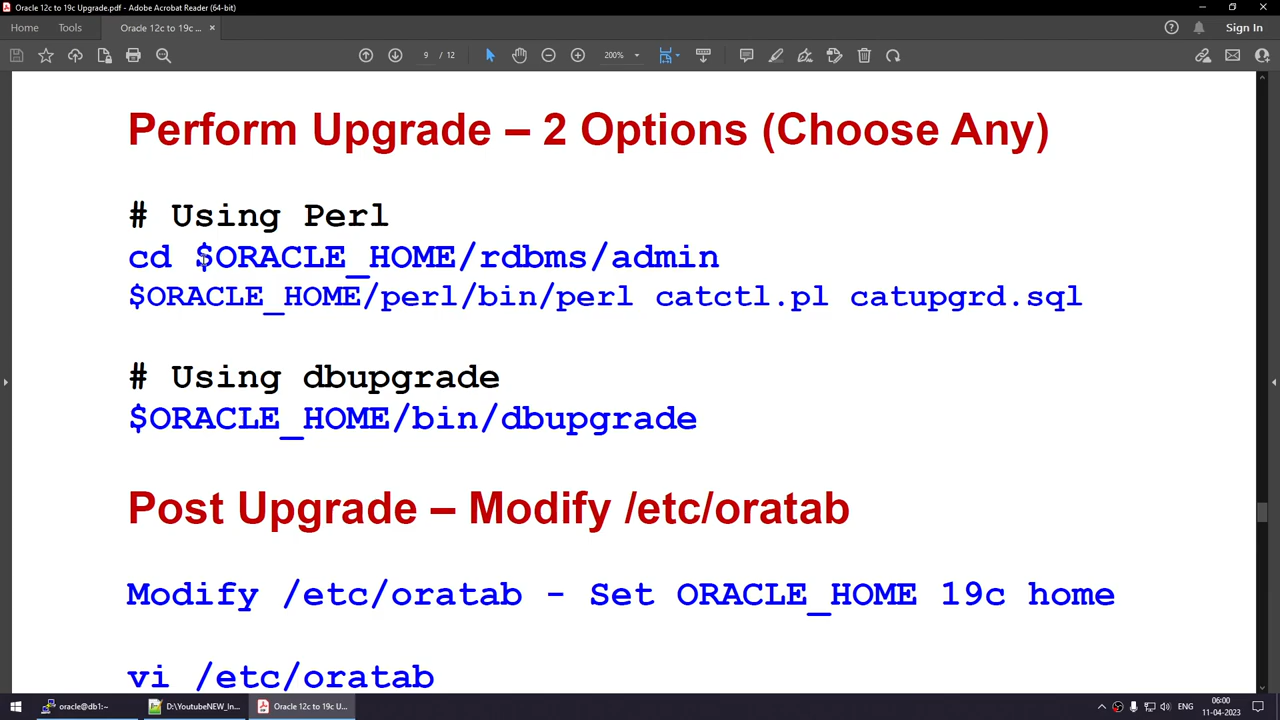 Oracle 12c to 19c Upgrade.pdf - Adobe Acrobat Reader (64-bit)
Home Tools Oracle 12c to 19c ... × Sign In
9 / 12 200%
Perform Upgrade – 2 Options (Choose Any)
# Using Perl
cd $ORACLE_HOME/rdbms/admin
$ORACLE_HOME/perl/bin/perl catctl.pl catupgrd.sql
# Using dbupgrade
$ORACLE_HOME/bin/dbupgrade
Post Upgrade – Modify /etc/oratab
Modify /etc/oratab - Set ORACLE_HOME 19c home
vi /etc/oratab
oracle@db1:~ D:\YoutubeNEW_In... Oracle 12c to 19c U... ENG 06:00
11-04-2023